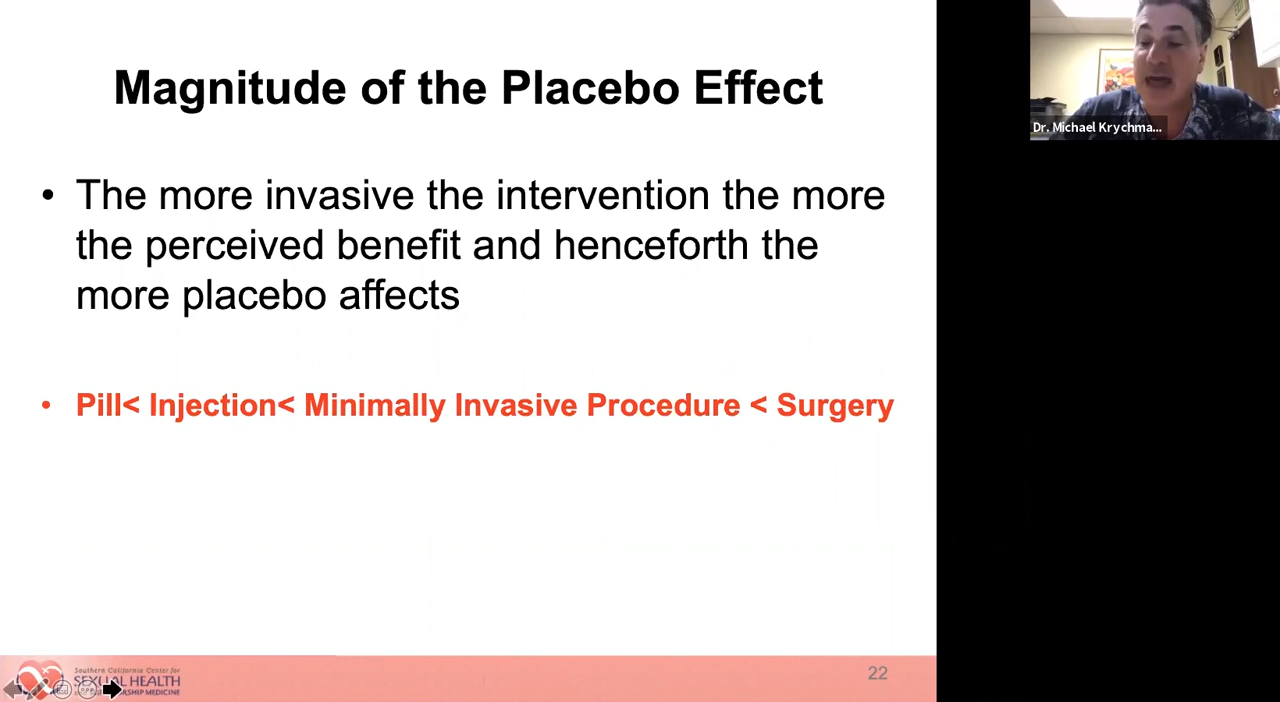 Magnitude of the Placebo Effect
Dr. Michael Krychma...
• The more invasive the intervention the more
the perceived benefit and henceforth the
more placebo affects
• Pill< Injection< Minimally Invasive Procedure < Surgery
Southern California Center for
SEXUAL HEALTH
MEDICINE
22